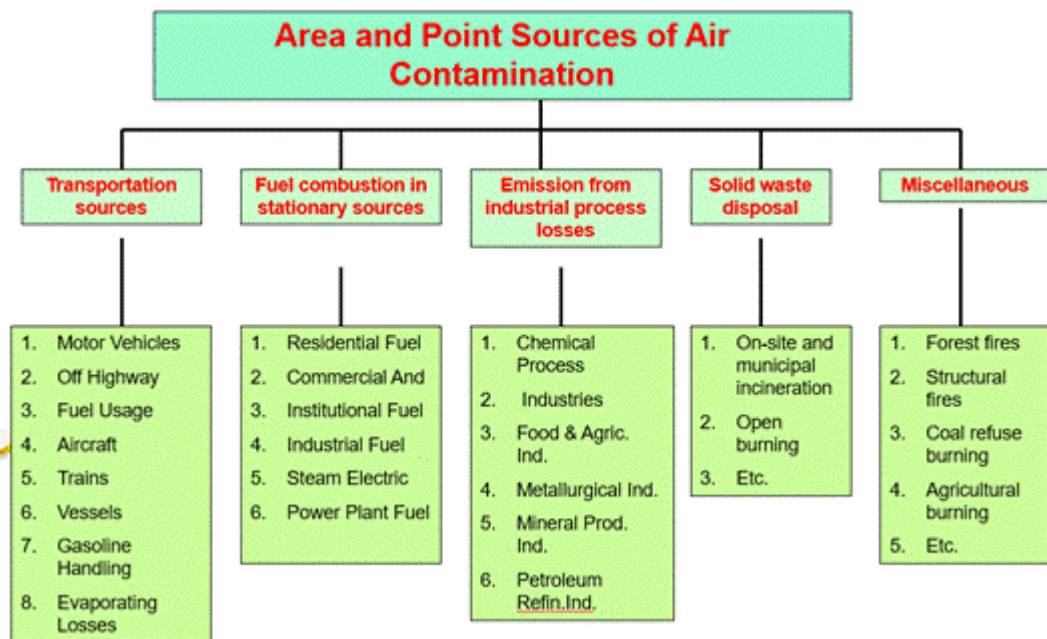 Area and Point Sources of Air
Contamination
Transportation
sources
Fuel combustion in
stationary sources
Emission from
industrial process
losses
Solid waste
disposal
Miscellaneous
1. Motor Vehicles
2. Off Highway
3. Fuel Usage
4. Aircraft
5. Trains
6. Vessels
7. Gasoline
Handling
8. Evaporating
Losses
1. Residential Fuel
2. Commercial And
3. Institutional Fuel
4. Industrial Fuel
5. Steam Electric
6. Power Plant Fuel
1. Chemical
Process
2. Industries
3. Food & Agric.
Ind.
4. Metallurgical Ind.
5. Mineral Prod.
Ind.
6. Petroleum
Refin.Ind.
1. On-site and
municipal
incineration
2. Open
burning
3. Etc.
1. Forest fires
2. Structural
fires
3. Coal refuse
burning
4. Agricultural
burning
5. Etc.